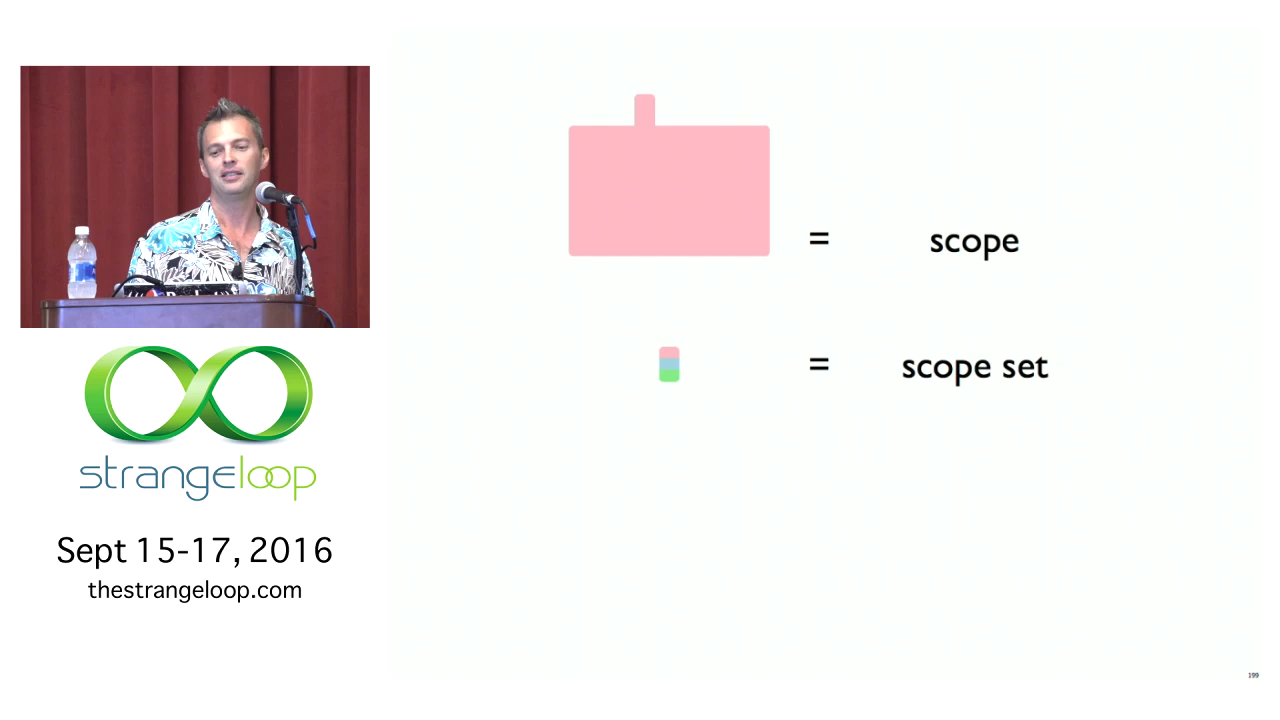 = scope
= scope set
strangeloop
Sept 15-17, 2016
thestrangeloop.com
199